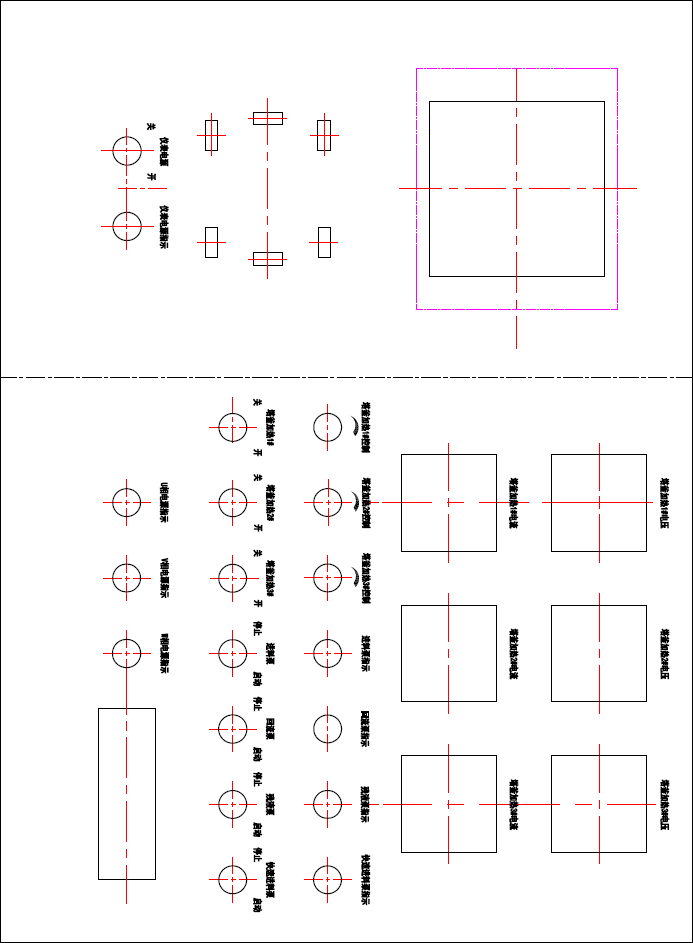 塔釜加热1#电压
塔釜加热2#电压
塔釜加热3#电压
塔釜加热1#电流
塔釜加热2#电流
塔釜加热3#电流
塔釜加热1#控制
塔釜加热2#控制
塔釜加热3#控制
进料泵指示
回流泵指示
残液泵指示
快速进料泵指示
塔釜加热1#
关
开
塔釜加热2#
关
开
塔釜加热3#
关
开
进料泵
停止
启动
回流泵
停止
启动
残液泵
停止
启动
快速进料泵
停止
启动
仪表电源
关
开
仪表电源指示
U相电源指示
V相电源指示
W相电源指示